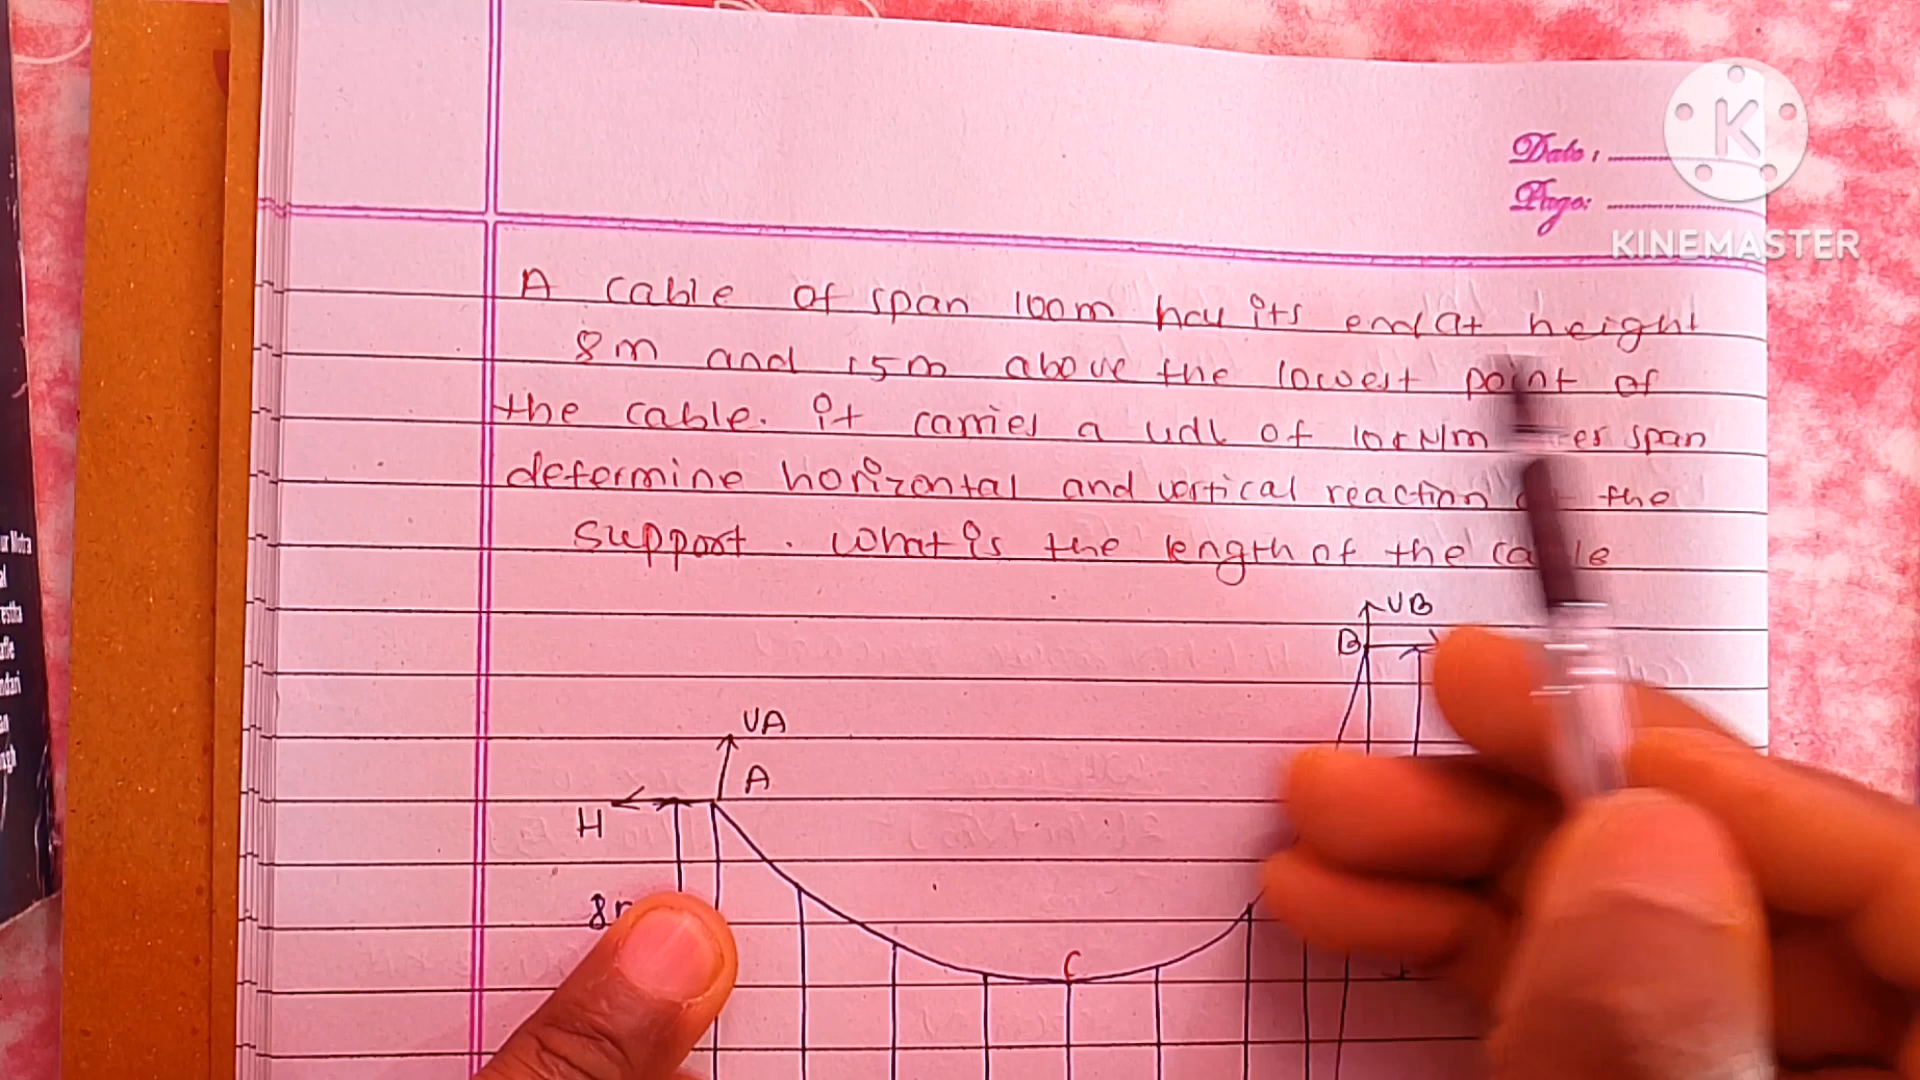 Date:
Page:
KINEMASTER
A cable of span 100m has its end at height
8m and 15m above the lowest point of
the cable. it carries a udl of 10kN/m span
determine horizontal and vertical reaction the
support. What is the length of the
VB
B
VA
A
H
C